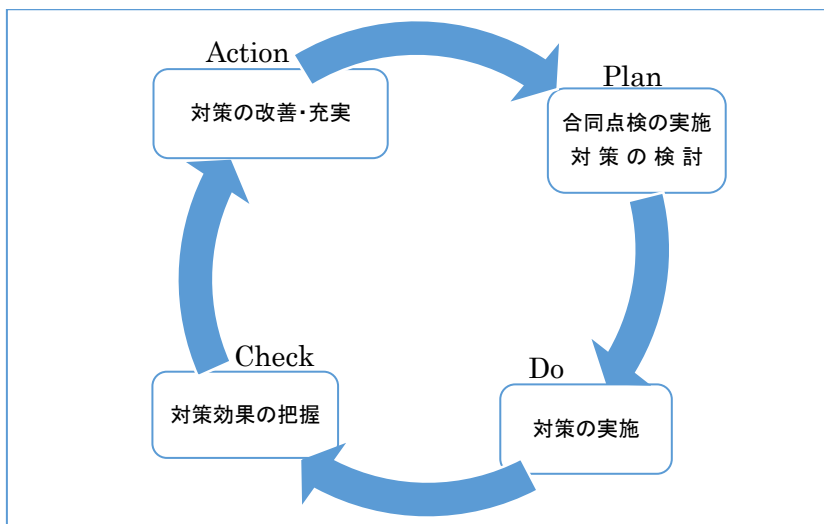 Action
対策の改善・充実
Plan
合同点検の実施
対策の検討
Do
対策の実施
Check
対策効果の把握